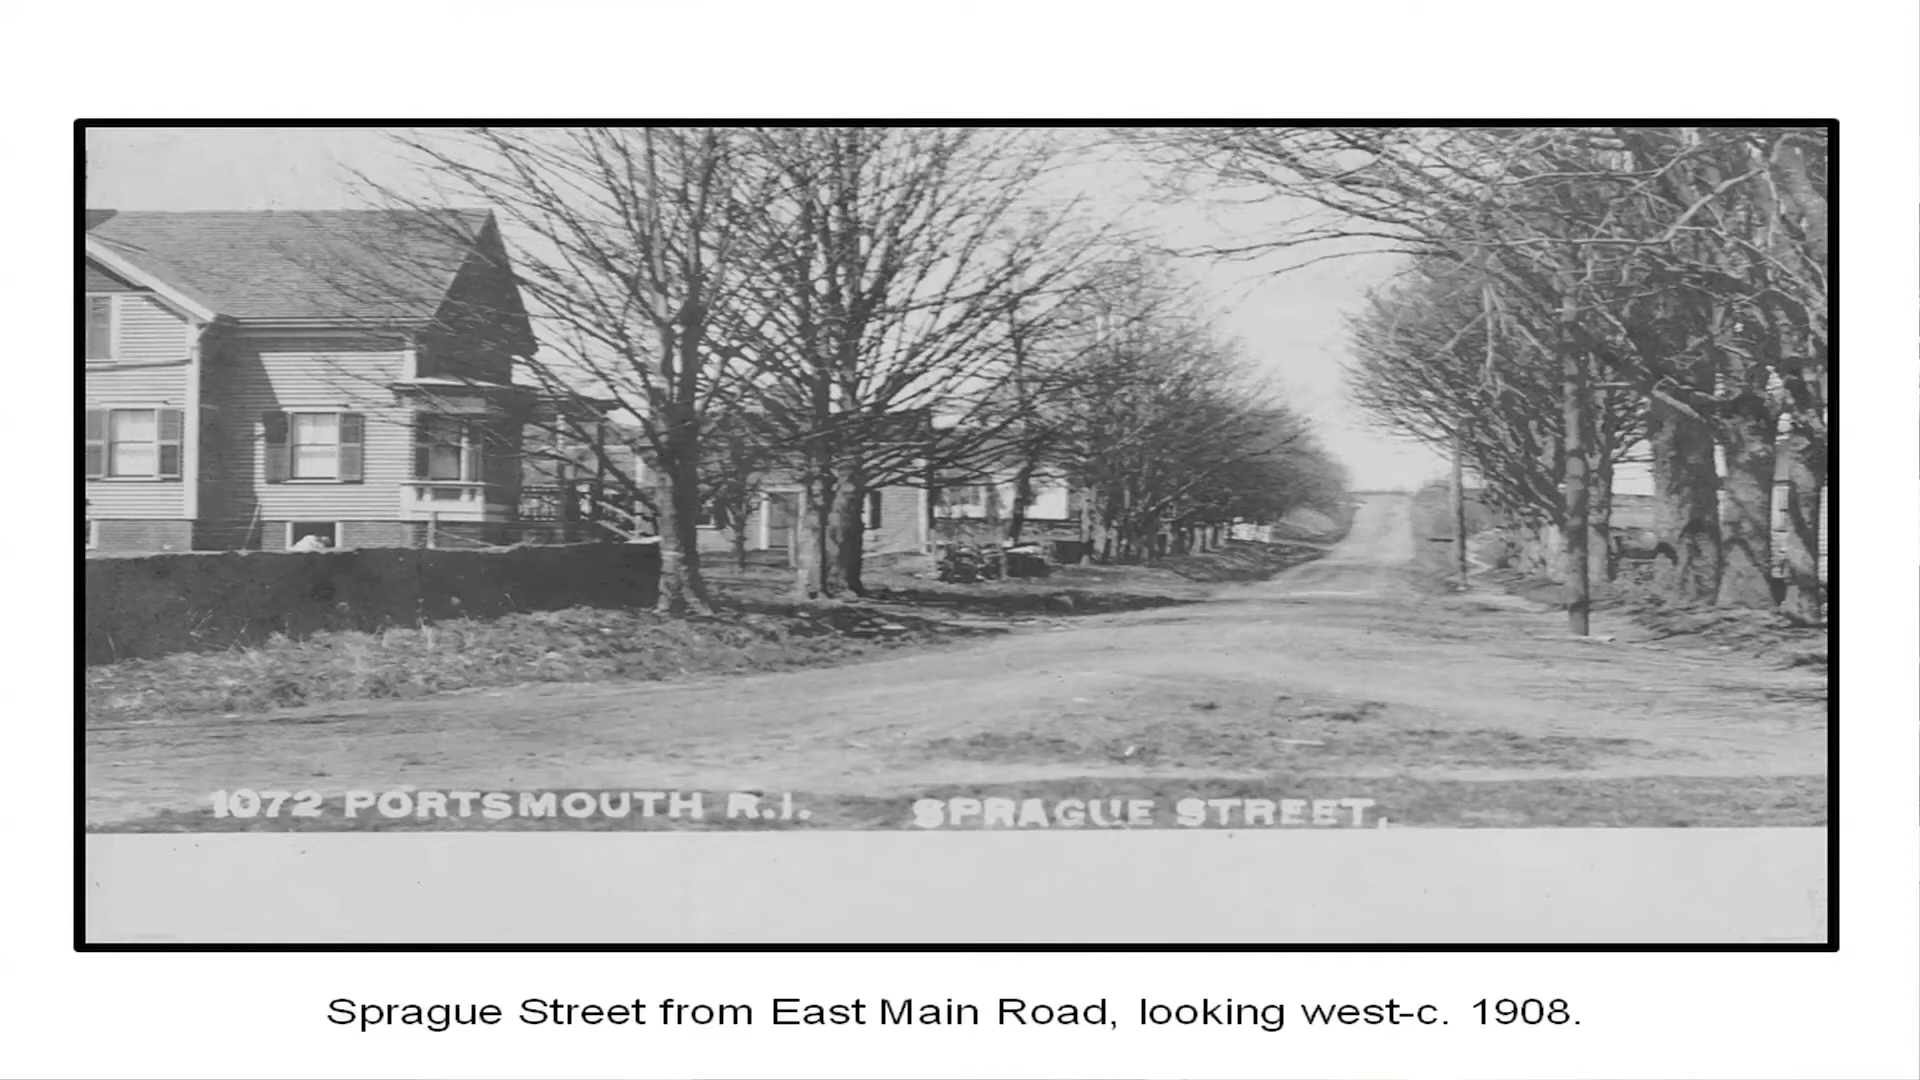 1072 PORTSMOUTH R.I. SPRAGUE STREET.
Sprague Street from East Main Road, looking west-c. 1908.